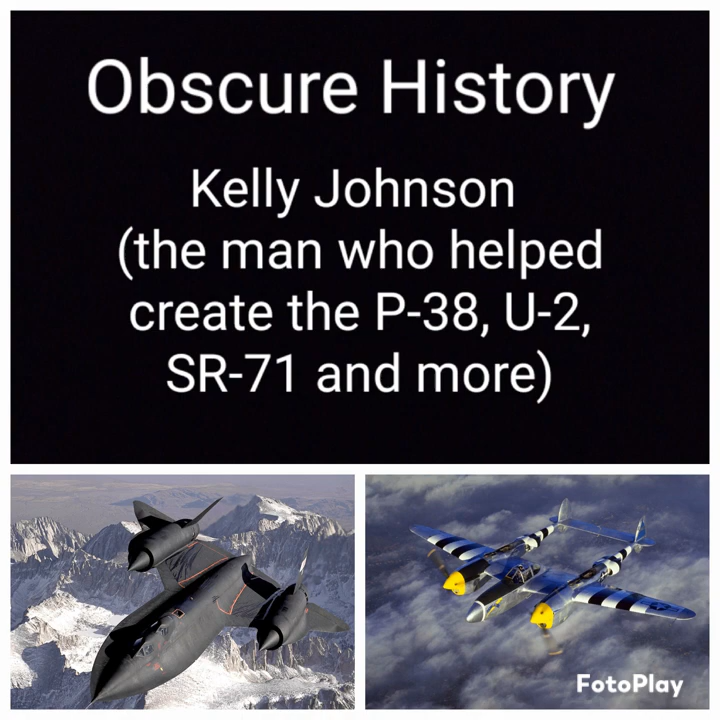 Obscure History
Kelly Johnson
(the man who helped
create the P-38, U-2,
SR-71 and more)
FotoPlay